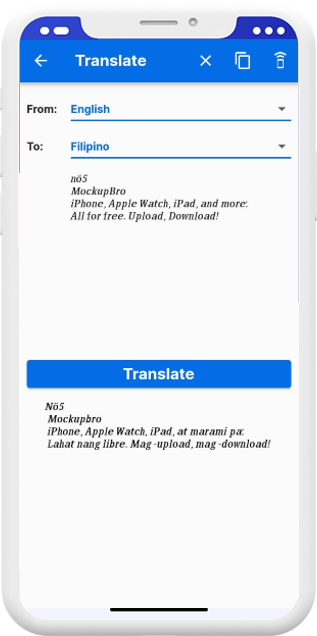 Translate
From: English
To: Filipino
nö5
MockupBro
iPhone, Apple Watch, iPad, and more:
All for free. Upload, Download!
Translate
Nö5
Mockupbro
iPhone, Apple Watch, iPad, at marami pa:
Lahat nang libre. Mag -upload, mag -download!